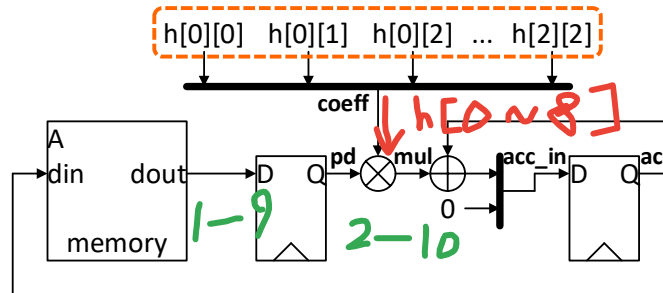 h[0][0] h[0][1] h[0][2] ... h[2][2]
coeff
h[0~8]
A
din
dout
D
Q
pd
mul
acc_in
D
Q
ac
0
memory
1-9
2-10